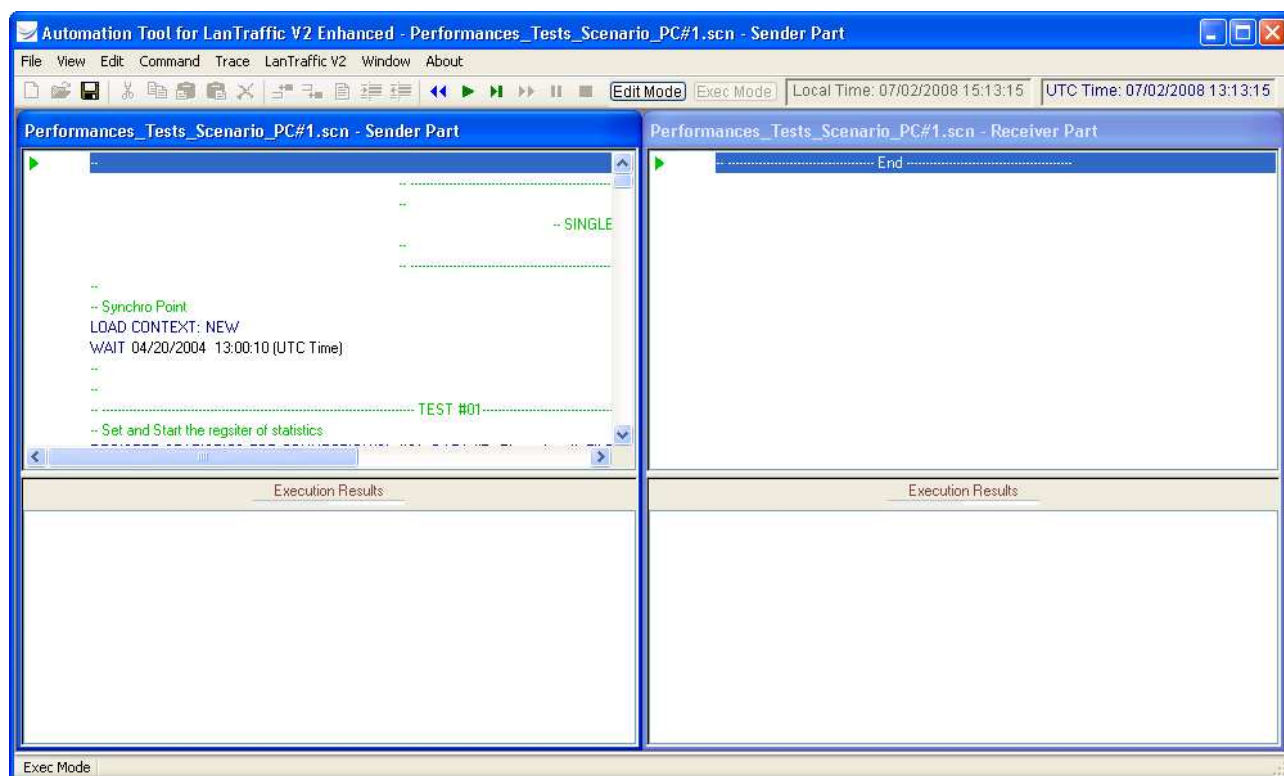 Automation Tool for LanTraffic V2 Enhanced - Performances_Tests_Scenario_PC#1.scn - Sender Part
File View Edit Command Trace LanTraffic V2 Window About
Edit Mode Exec Mode Local Time: 07/02/2008 15:13:15 UTC Time: 07/02/2008 13:13:15
Performances_Tests_Scenario_PC#1.scn - Sender Part
--
-- --------------------------------------------------
--
-- SINGLE
--
-- --------------------------------------------------
--
-- Synchro Point
LOAD CONTEXT: NEW
WAIT 04/20/2004 13:00:10 (UTC Time)
--
--
-- ------------------------------------------------------------------------------ TEST #01--------------------------------
-- Set and Start the regsiter of statistics
Execution Results
Performances_Tests_Scenario_PC#1.scn - Receiver Part
-- ------------------------------------- End ------------------------------------------
Execution Results
Exec Mode